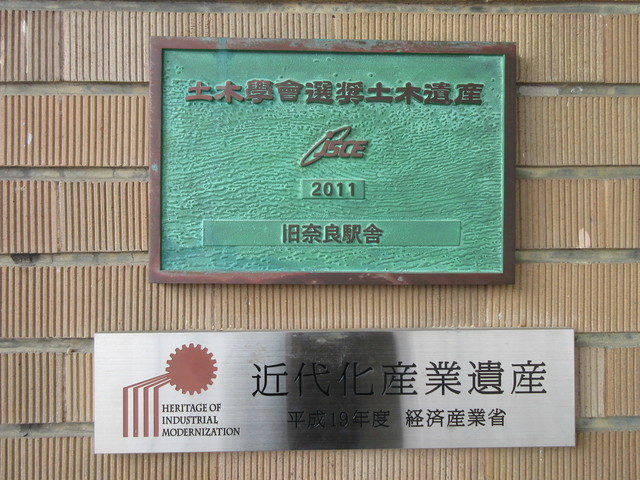 土木學會選奨土木遺産
JSCE
2011
旧奈良駅舎
近代化産業遺産
平成19年度 経済産業省
HERITAGE OF
INDUSTRIAL
MODERNIZATION